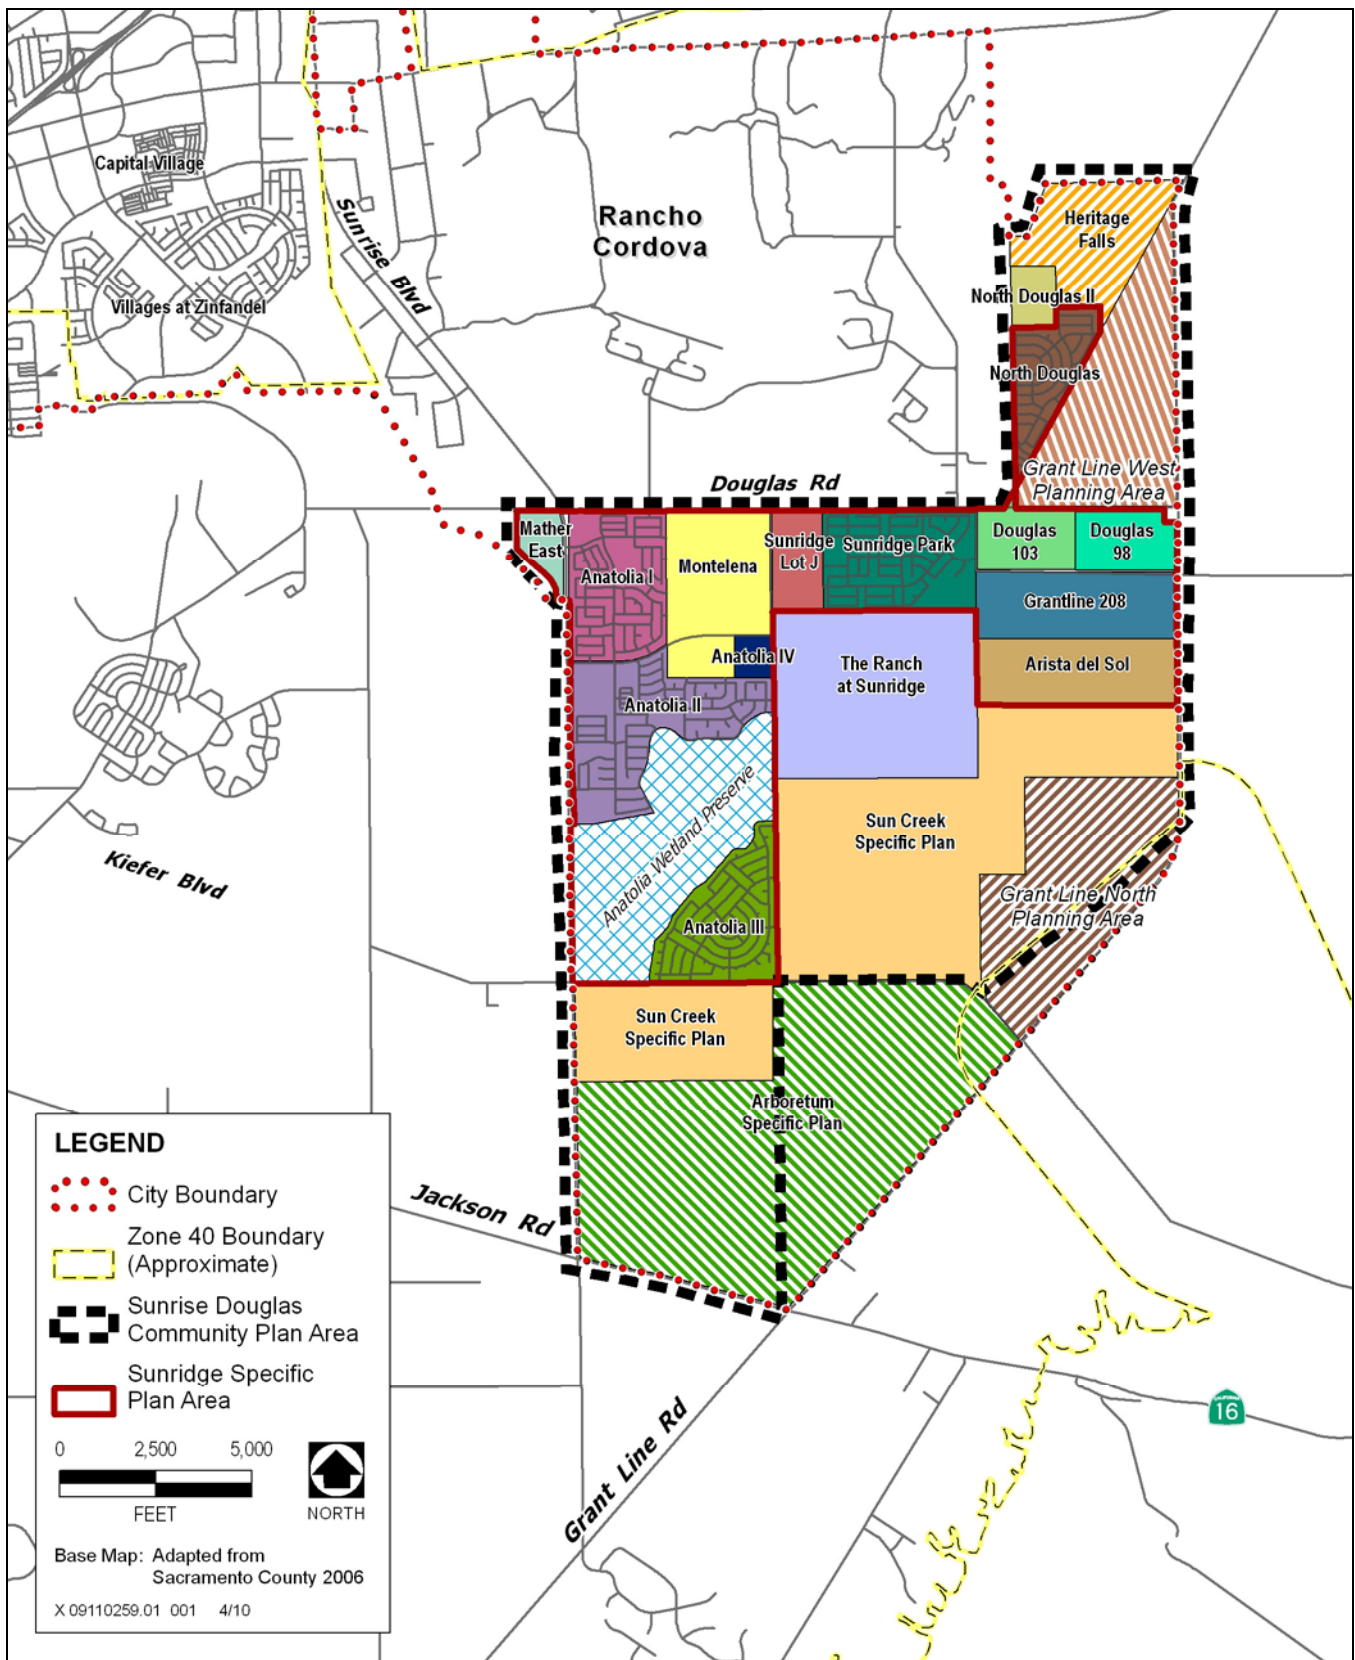 Capital Village
Sunrise Blvd
Rancho
Cordova
Heritage
Falls
Villages at Zinfandel
North Douglas II
North Douglas
Grant Line West
Planning Area
Douglas Rd
Mather
East
Anatolia I
Montelena
Sunridge
Lot J
Sunridge Park
Douglas
103
Douglas
98
Grantline 208
Anatolia IV
The Ranch
at Sunridge
Arista del Sol
Anatolia II
Anatolia Wetland Preserve
Sun Creek
Specific Plan
Kiefer Blvd
Grant Line North
Planning Area
Anatolia III
Sun Creek
Specific Plan
Arboretum
Specific Plan
Jackson Rd
Grant Line Rd
CALIFORNIA
16
LEGEND
City Boundary
Zone 40 Boundary
(Approximate)
Sunrise Douglas
Community Plan Area
Sunridge Specific
Plan Area
0 2,500 5,000
FEET
NORTH
Base Map: Adapted from
Sacramento County 2006
X 09110259.01 001 4/10